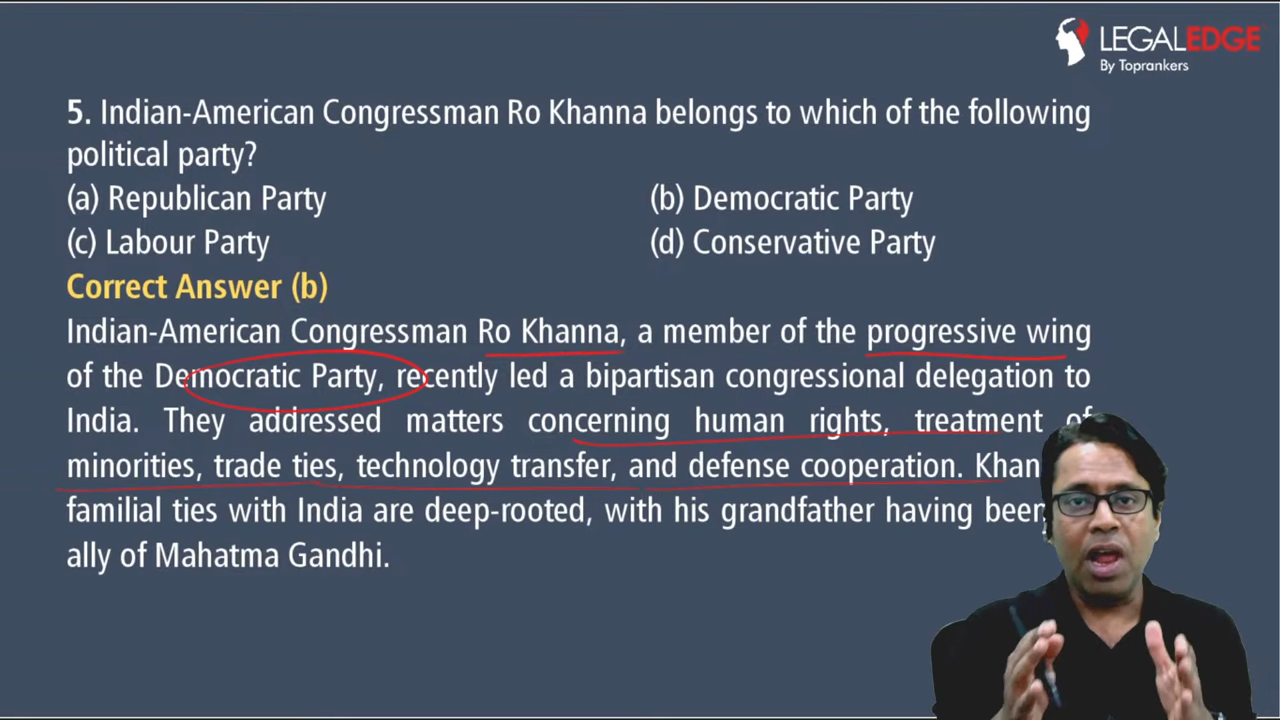 LEGALEDGE
By Toprankers
5. Indian-American Congressman Ro Khanna belongs to which of the following
political party?
(a) Republican Party (b) Democratic Party
(c) Labour Party (d) Conservative Party
Correct Answer (b)
Indian-American Congressman Ro Khanna, a member of the progressive wing
of the Democratic Party, recently led a bipartisan congressional delegation to
India. They addressed matters concerning human rights, treatment of
minorities, trade ties, technology transfer, and defense cooperation. Khan
familial ties with India are deep-rooted, with his grandfather having been
ally of Mahatma Gandhi.